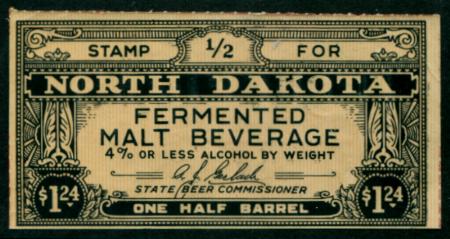 STAMP 1/2 FOR
NORTH DAKOTA
FERMENTED
MALT BEVERAGE
4% OR LESS ALCOHOL BY WEIGHT
STATE BEER COMMISSIONER
$1.24 ONE HALF BARREL $1.24